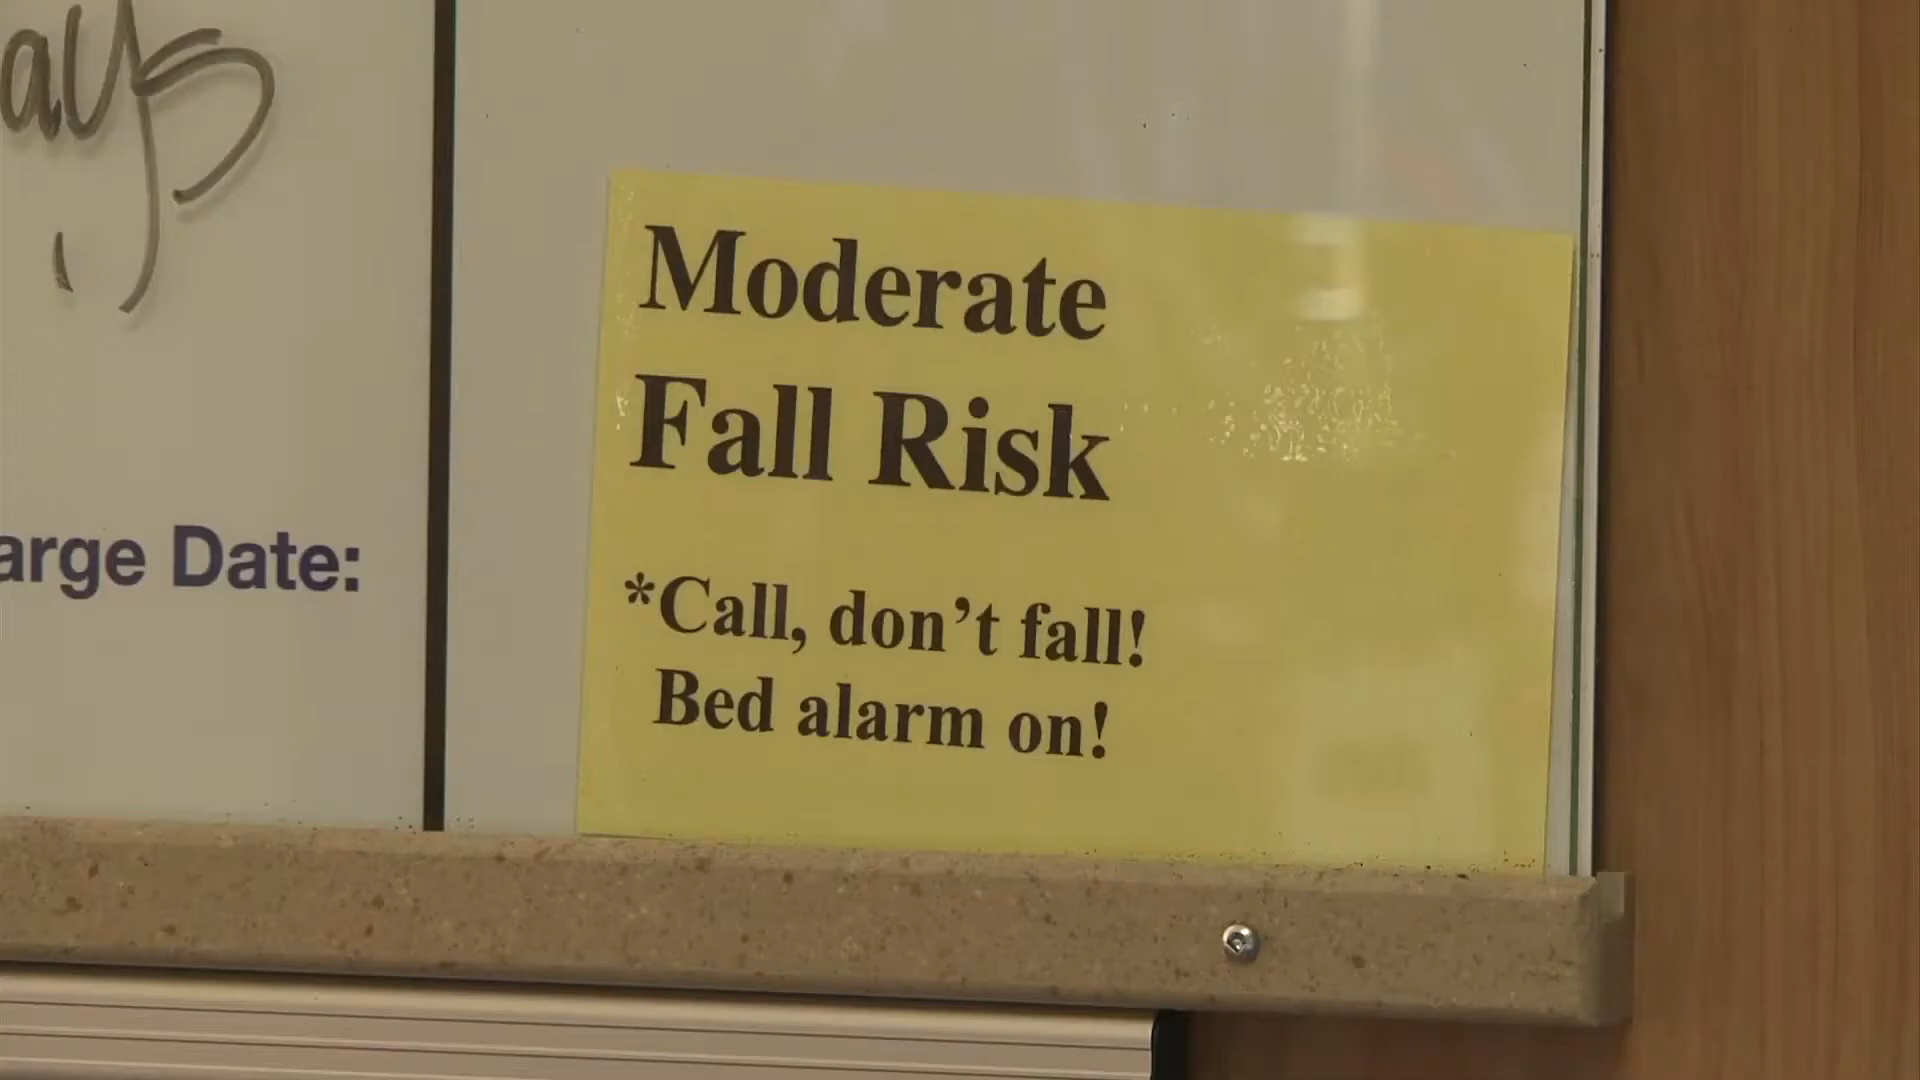 Moderate
Fall Risk
*Call, don’t fall!
Bed alarm on!
arge Date: